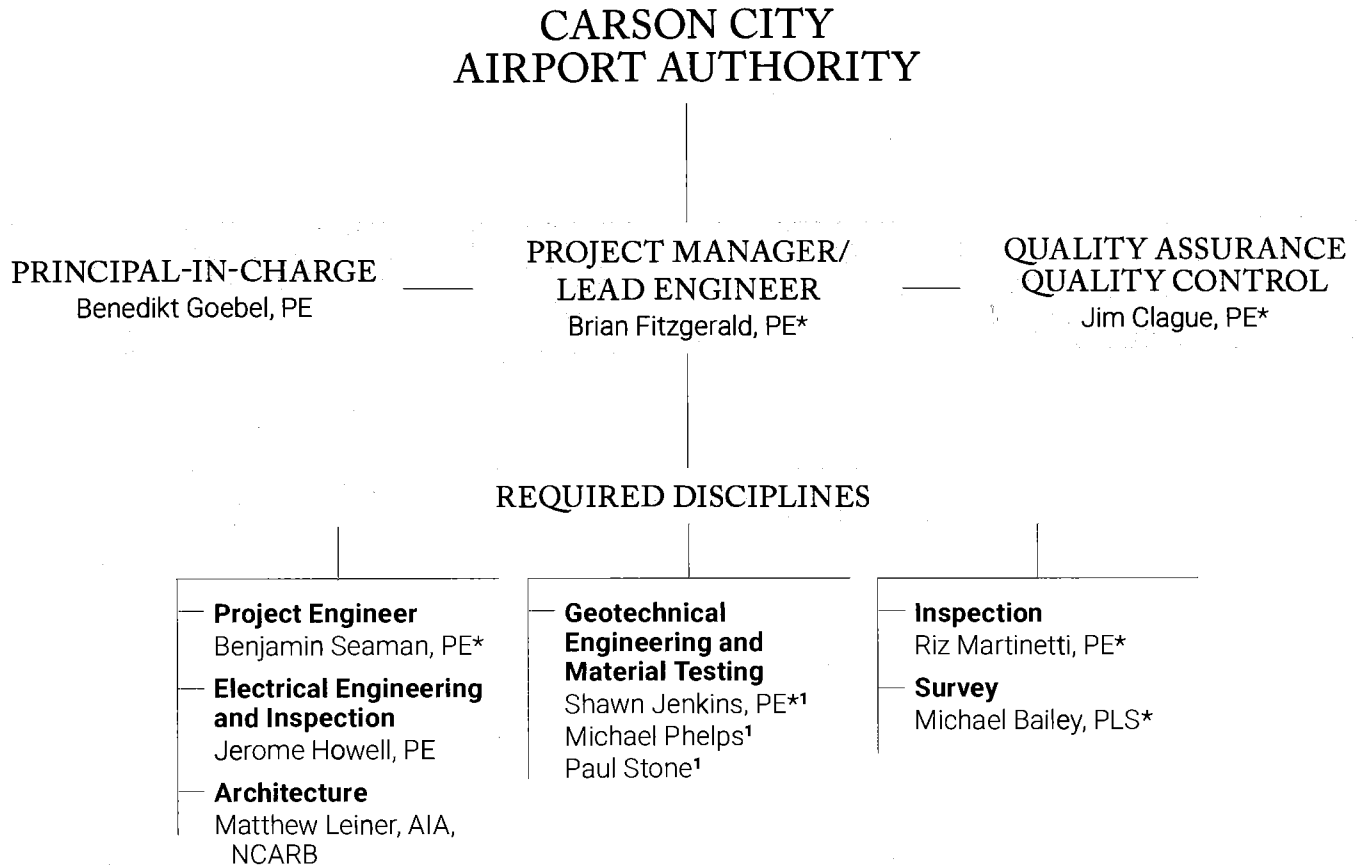 CARSON CITY
AIRPORT AUTHORITY
PRINCIPAL-IN-CHARGE
Benedikt Goebel, PE
PROJECT MANAGER/
LEAD ENGINEER
Brian Fitzgerald, PE*
QUALITY ASSURANCE
QUALITY CONTROL
Jim Clague, PE*
REQUIRED DISCIPLINES
Project Engineer
Benjamin Seaman, PE*
Electrical Engineering
and Inspection
Jerome Howell, PE
Architecture
Matthew Leiner, AIA,
NCARB
Geotechnical
Engineering and
Material Testing
Shawn Jenkins, PE*¹
Michael Phelps¹
Paul Stone¹
Inspection
Riz Martinetti, PE*
Survey
Michael Bailey, PLS*